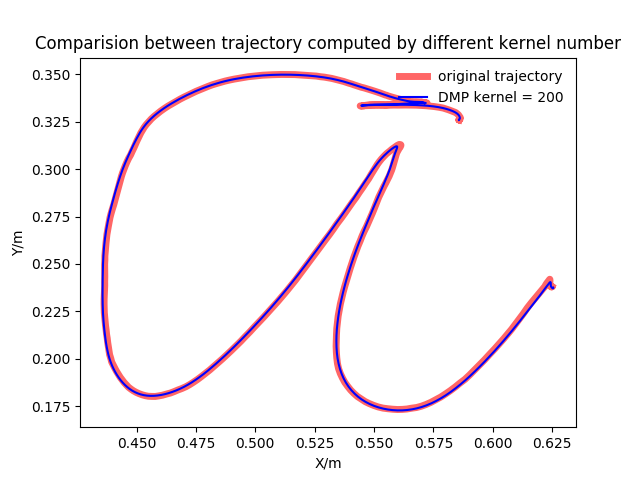 Comparision between trajectory computed by different kernel number
original trajectory
DMP kernel = 200
Y/m
0.350
0.325
0.300
0.275
0.250
0.225
0.200
0.175
0.450 0.475 0.500 0.525 0.550 0.575 0.600 0.625
X/m